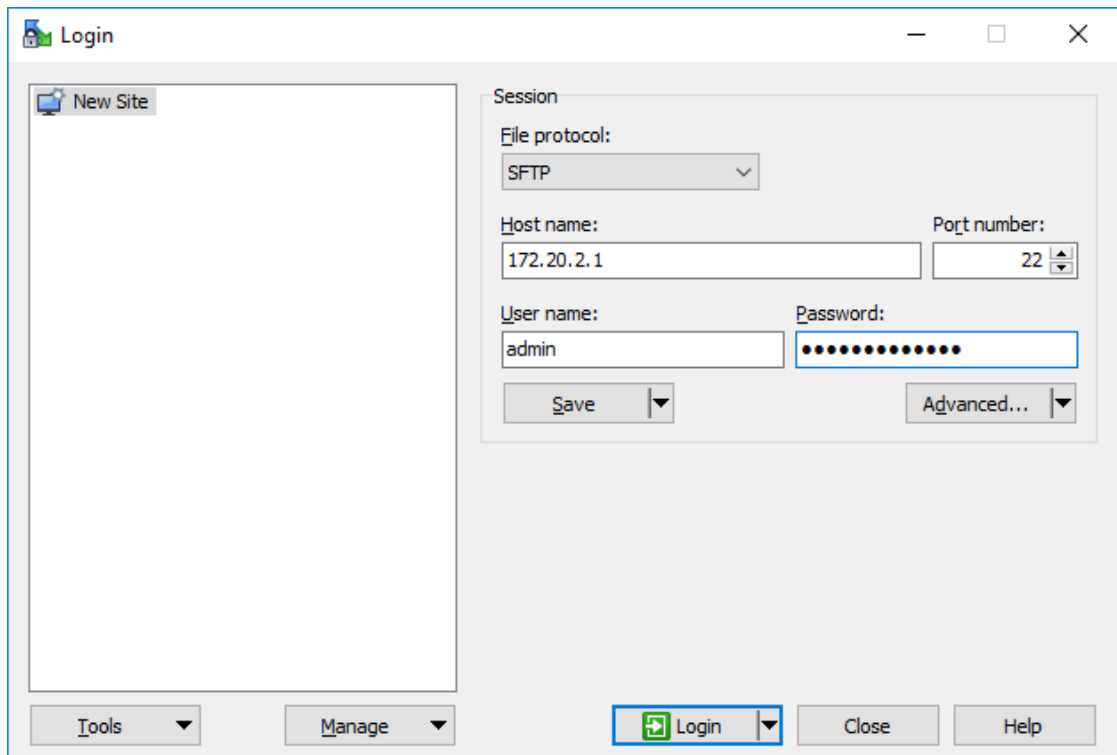 Login
New Site
Session
File protocol:
SFTP
Host name:
Port number:
172.20.2.1
22
User name:
Password:
admin
•••••••••••••
Save
Advanced...
Tools
Manage
Login
Close
Help